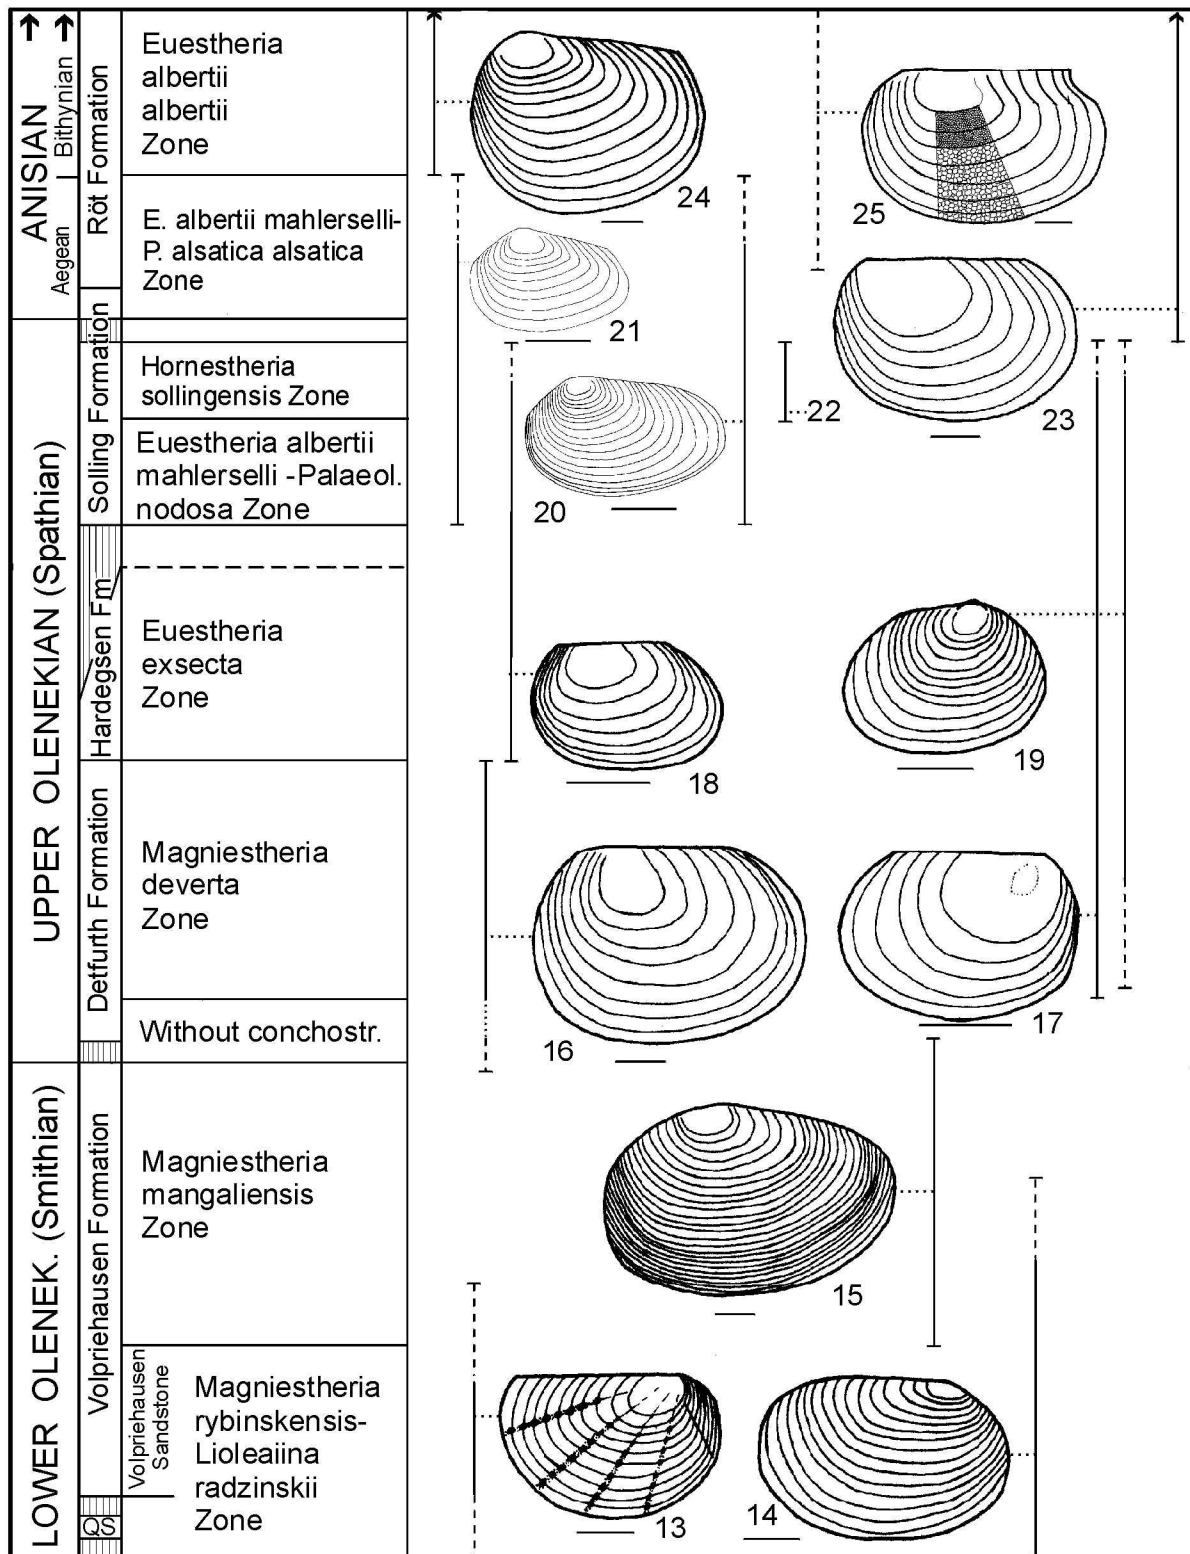 ANISIAN
Bithynian
Aegean
Röt Formation
Euestheria
albertii
albertii
Zone
E. albertii mahlerselli-
P. alsatica alsatica
Zone
UPPER OLENEKIAN (Spathian)
Solling Formation
Hornestheria
sollingensis Zone
Euestheria albertii
mahlerselli -Palaeol.
nodosa Zone
Hardegsen Fm
Euestheria
exsecta
Zone
Detfurth Formation
Magniestheria
deverta
Zone
Without conchostr.
LOWER OLENEK. (Smithian)
Volpriehausen Formation
Magniestheria
mangaliensis
Zone
Volpriehausen
Sandstone
Magniestheria
rybinskensis-
Lioleaiina
radzinskii
Zone
QS
24
25
21
22
23
20
18
19
16
17
15
13
14